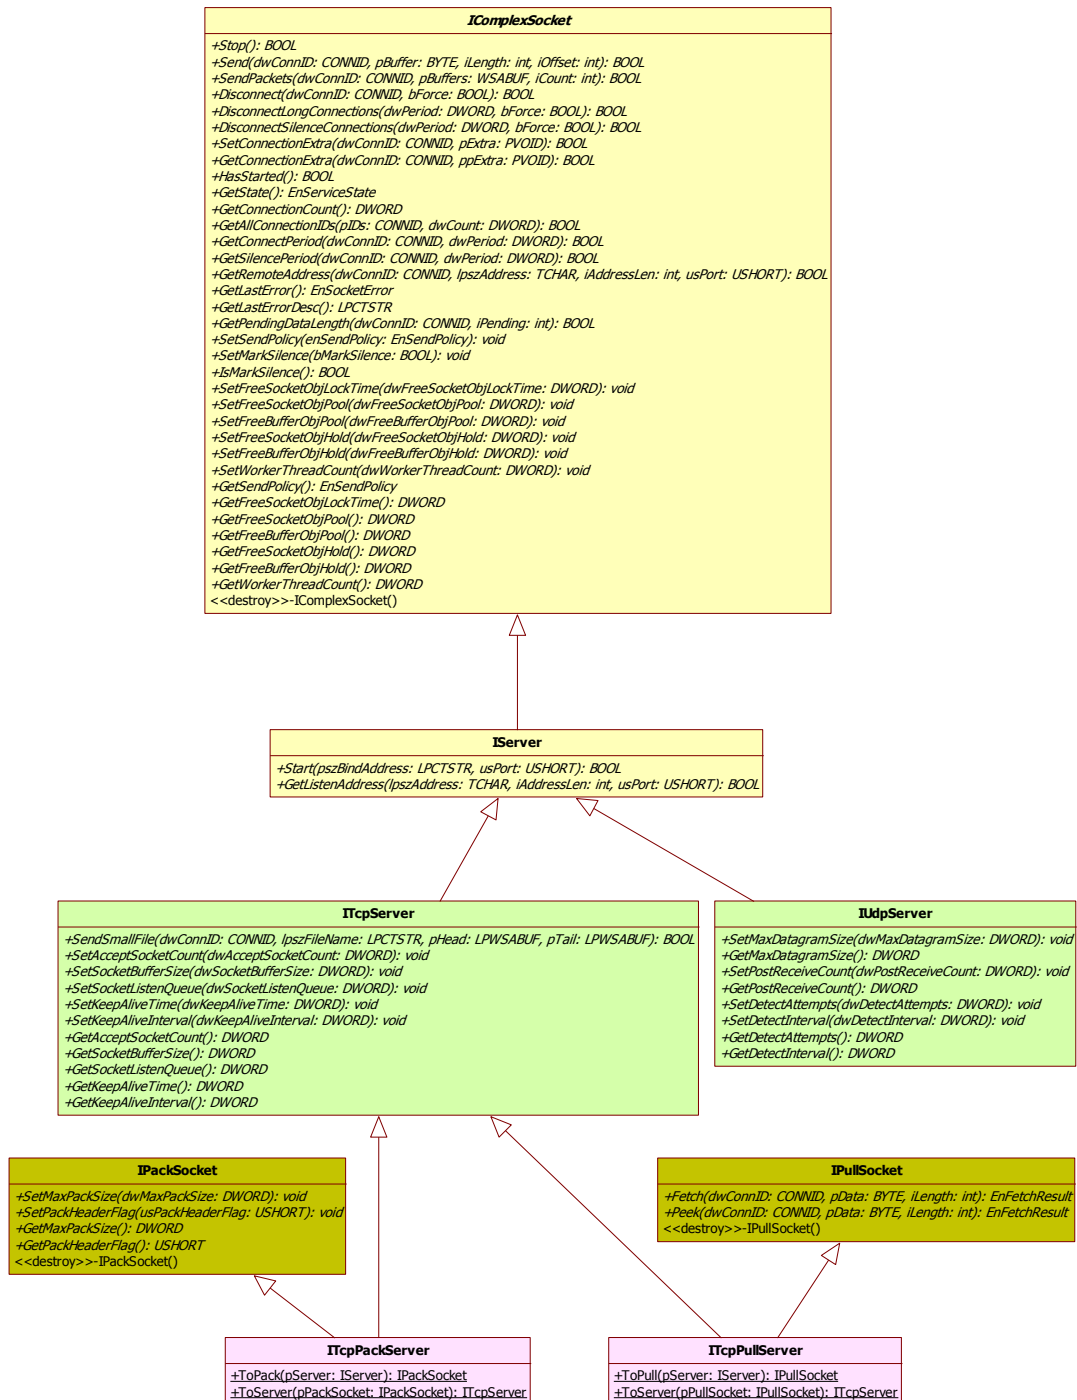 IComplexSocket
+Stop(): BOOL
+Send(dwConnID: CONNID, pBuffer: BYTE, iLength: int, iOffset: int): BOOL
+SendPackets(dwConnID: CONNID, pBuffers: WSABUF, iCount: int): BOOL
+Disconnect(dwConnID: CONNID, bForce: BOOL): BOOL
+DisconnectLongConnections(dwPeriod: DWORD, bForce: BOOL): BOOL
+DisconnectSilenceConnections(dwPeriod: DWORD, bForce: BOOL): BOOL
+SetConnectionExtra(dwConnID: CONNID, pExtra: PVOID): BOOL
+GetConnectionExtra(dwConnID: CONNID, ppExtra: PVOID): BOOL
+HasStarted(): BOOL
+GetState(): EnServiceState
+GetConnectionCount(): DWORD
+GetAllConnectionIDs(pIDs: CONNID, dwCount: DWORD): BOOL
+GetConnectPeriod(dwConnID: CONNID, dwPeriod: DWORD): BOOL
+GetSilencePeriod(dwConnID: CONNID, dwPeriod: DWORD): BOOL
+GetRemoteAddress(dwConnID: CONNID, lpszAddress: TCHAR, iAddressLen: int, usPort: USHORT): BOOL
+GetLastError(): EnSocketError
+GetLastErrorDesc(): LPCTSTR
+GetPendingDataLength(dwConnID: CONNID, iPending: int): BOOL
+SetSendPolicy(enSendPolicy: EnSendPolicy): void
+SetMarkSilence(bMarkSilence: BOOL): void
+IsMarkSilence(): BOOL
+SetFreeSocketObjLockTime(dwFreeSocketObjLockTime: DWORD): void
+SetFreeSocketObjPool(dwFreeSocketObjPool: DWORD): void
+SetFreeBufferObjPool(dwFreeBufferObjPool: DWORD): void
+SetFreeSocketObjHold(dwFreeSocketObjHold: DWORD): void
+SetFreeBufferObjHold(dwFreeBufferObjHold: DWORD): void
+SetWorkerThreadCount(dwWorkerThreadCount: DWORD): void
+GetSendPolicy(): EnSendPolicy
+GetFreeSocketObjLockTime(): DWORD
+GetFreeSocketObjPool(): DWORD
+GetFreeBufferObjPool(): DWORD
+GetFreeSocketObjHold(): DWORD
+GetFreeBufferObjHold(): DWORD
+GetWorkerThreadCount(): DWORD
<<destroy>>-IComplexSocket()
IServer
+Start(pszBindAddress: LPCTSTR, usPort: USHORT): BOOL
+GetListenAddress(lpszAddress: TCHAR, iAddressLen: int, usPort: USHORT): BOOL
ITcpServer
+SendSmallFile(dwConnID: CONNID, lpszFileName: LPCTSTR, pHead: LPWSABUF, pTail: LPWSABUF): BOOL
+SetAcceptSocketCount(dwAcceptSocketCount: DWORD): void
+SetSocketBufferSize(dwSocketBufferSize: DWORD): void
+SetSocketListenQueue(dwSocketListenQueue: DWORD): void
+SetKeepAliveTime(dwKeepAliveTime: DWORD): void
+SetKeepAliveInterval(dwKeepAliveInterval: DWORD): void
+GetAcceptSocketCount(): DWORD
+GetSocketBufferSize(): DWORD
+GetSocketListenQueue(): DWORD
+GetKeepAliveTime(): DWORD
+GetKeepAliveInterval(): DWORD
IUdpServer
+SetMaxDatagramSize(dwMaxDatagramSize: DWORD): void
+GetMaxDatagramSize(): DWORD
+SetPostReceiveCount(dwPostReceiveCount: DWORD): void
+GetPostReceiveCount(): DWORD
+SetDetectAttempts(dwDetectAttempts: DWORD): void
+SetDetectInterval(dwDetectInterval: DWORD): void
+GetDetectAttempts(): DWORD
+GetDetectInterval(): DWORD
IPackSocket
+SetMaxPackSize(dwMaxPackSize: DWORD): void
+SetPackHeaderFlag(usPackHeaderFlag: USHORT): void
+GetMaxPackSize(): DWORD
+GetPackHeaderFlag(): USHORT
<<destroy>>-IPackSocket()
IPullSocket
+Fetch(dwConnID: CONNID, pData: BYTE, iLength: int): EnFetchResult
+Peek(dwConnID: CONNID, pData: BYTE, iLength: int): EnFetchResult
<<destroy>>-IPullSocket()
ITcpPackServer
+ToPack(pServer: IServer): IPackSocket
+ToServer(pPackSocket: IPackSocket): ITcpServer
ITcpPullServer
+ToPull(pServer: IServer): IPullSocket
+ToServer(pPullSocket: IPullSocket): ITcpServer